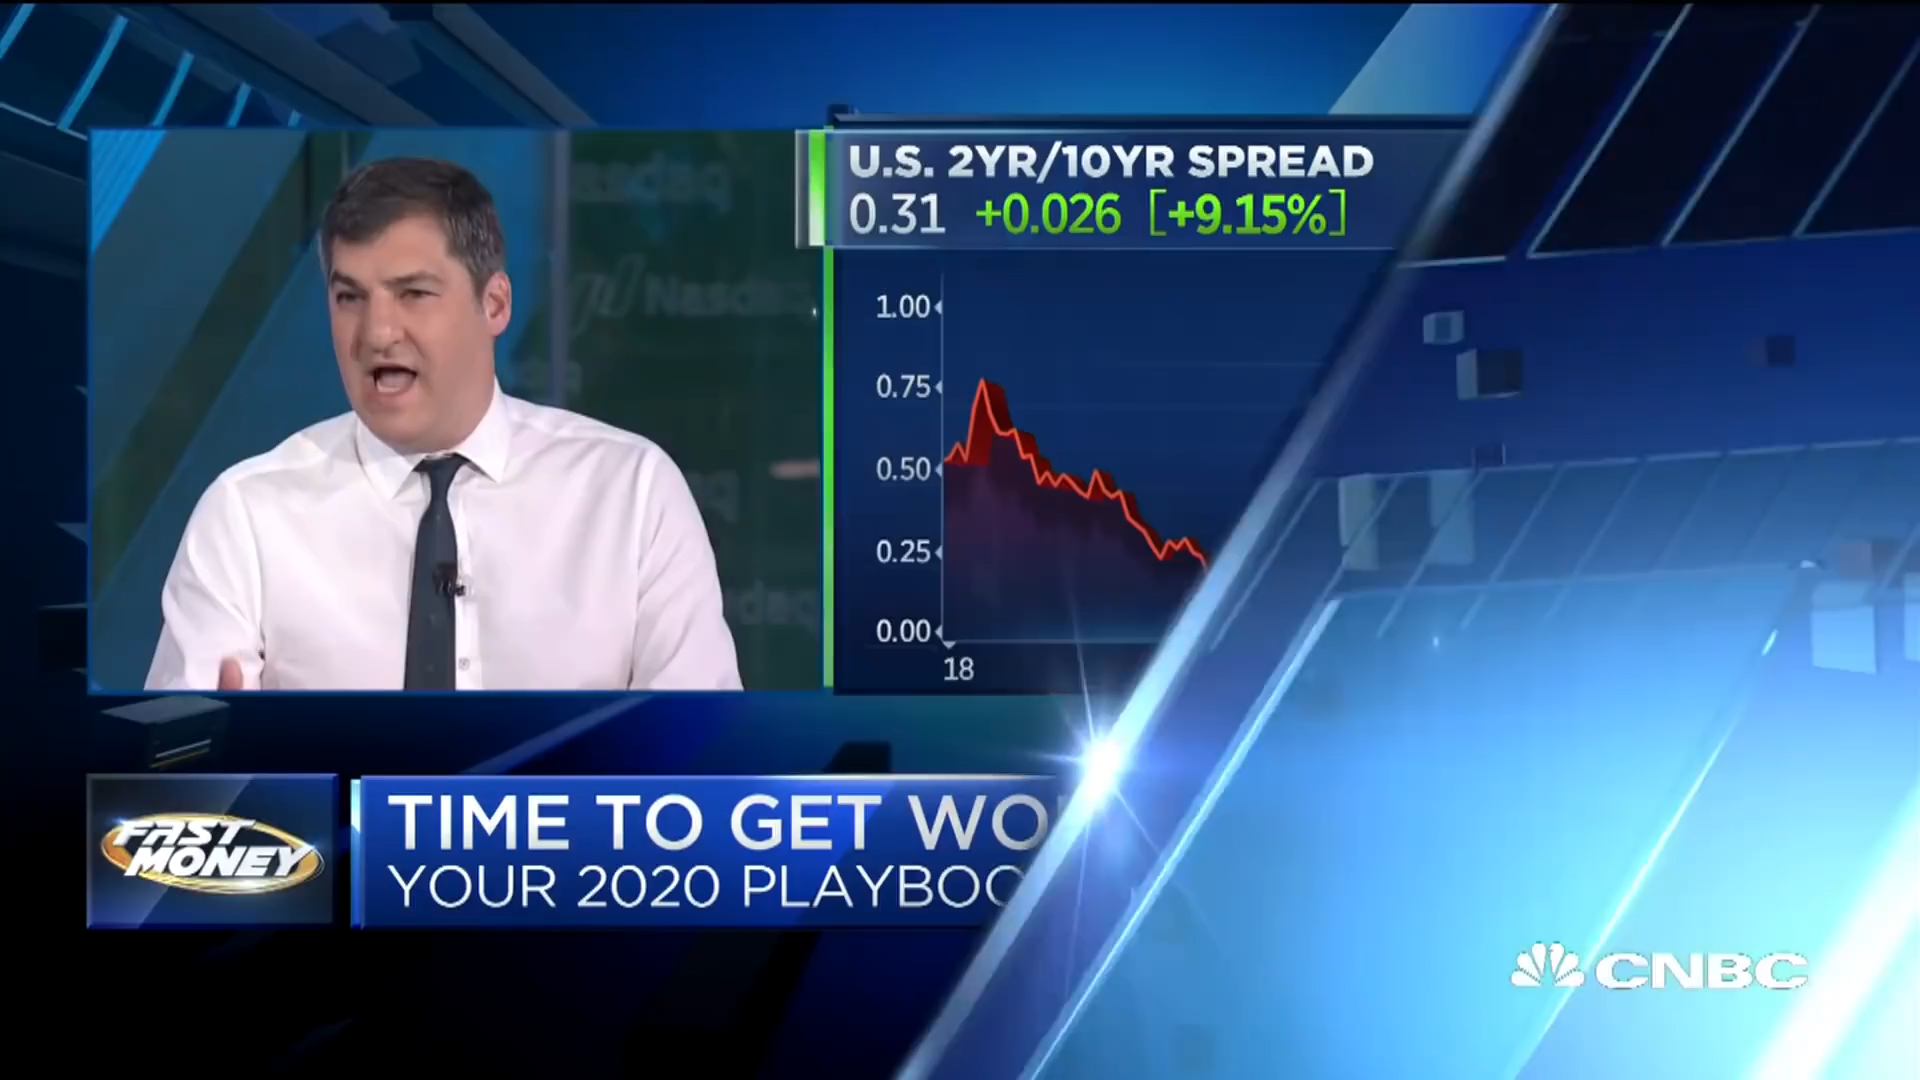 U.S. 2YR/10YR SPREAD
0.31 +0.026 [+9.15%]
1.00
0.75
0.50
0.25
0.00
18
Nasdaq
FAST
MONEY
TIME TO GET WO
YOUR 2020 PLAYBOO
CNBC